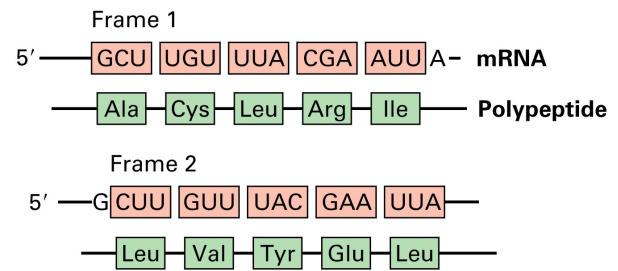 Frame 1
5′ GCU UGU UUA CGA AUU A mRNA
Ala Cys Leu Arg Ile Polypeptide
Frame 2
5′ G CUU GUU UAC GAA UUA
Leu Val Tyr Glu Leu